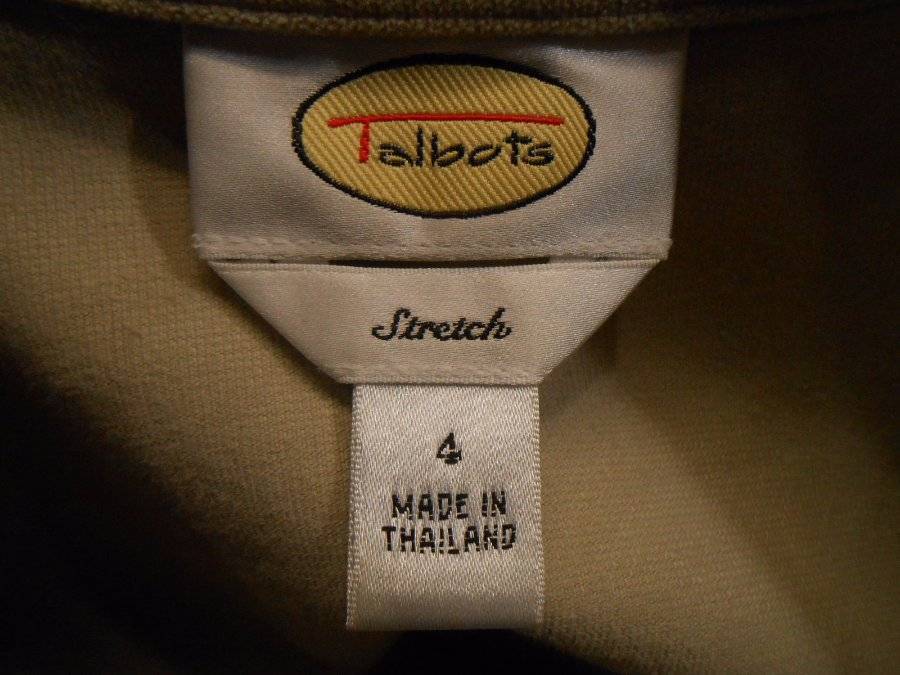 Talbots
Stretch
4
MADE IN
THAILAND